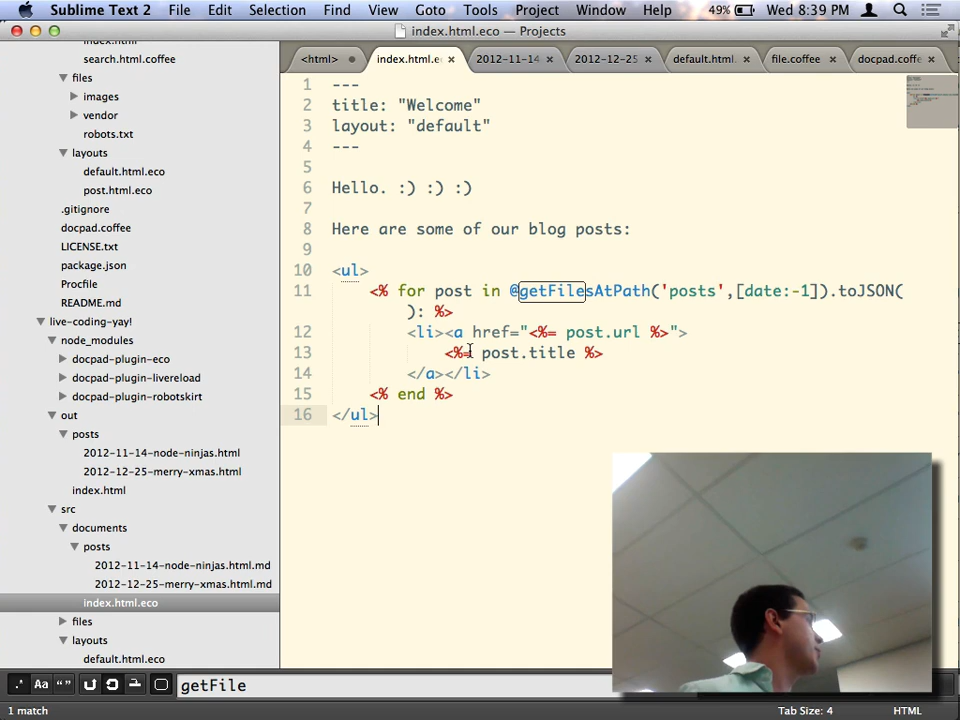 Sublime Text 2 File Edit Selection Find View Goto Tools Project Window Help 49% Wed 8:39 PM
index.html.eco — Projects
<html> index.html.e 2012-11-14- 2012-12-25- default.html. file.coffee docpad.coffe
search.html.coffee
files
images
vendor
robots.txt
layouts
default.html.eco
post.html.eco
.gitignore
docpad.coffee
LICENSE.txt
package.json
Procfile
README.md
live-coding-yay!
node_modules
docpad-plugin-eco
docpad-plugin-livereload
docpad-plugin-robotskirt
out
posts
2012-11-14-node-ninjas.html
2012-12-25-merry-xmas.html
index.html
src
documents
posts
2012-11-14-node-ninjas.html.md
2012-12-25-merry-xmas.html.md
index.html.eco
files
layouts
default.html.eco
1 ---
2 title: "Welcome"
3 layout: "default"
4 ---
5
6 Hello. :) :) :)
7
8 Here are some of our blog posts:
9
10 <ul>
11 <% for post in @getFilesAtPath('posts',[date:-1]).toJSON(
): %>
12 <li><a href="<%= post.url %>">
13 <%= post.title %>
14 </a></li>
15 <% end %>
16 </ul>
.* Aa “” getFile
1 match Tab Size: 4 HTML